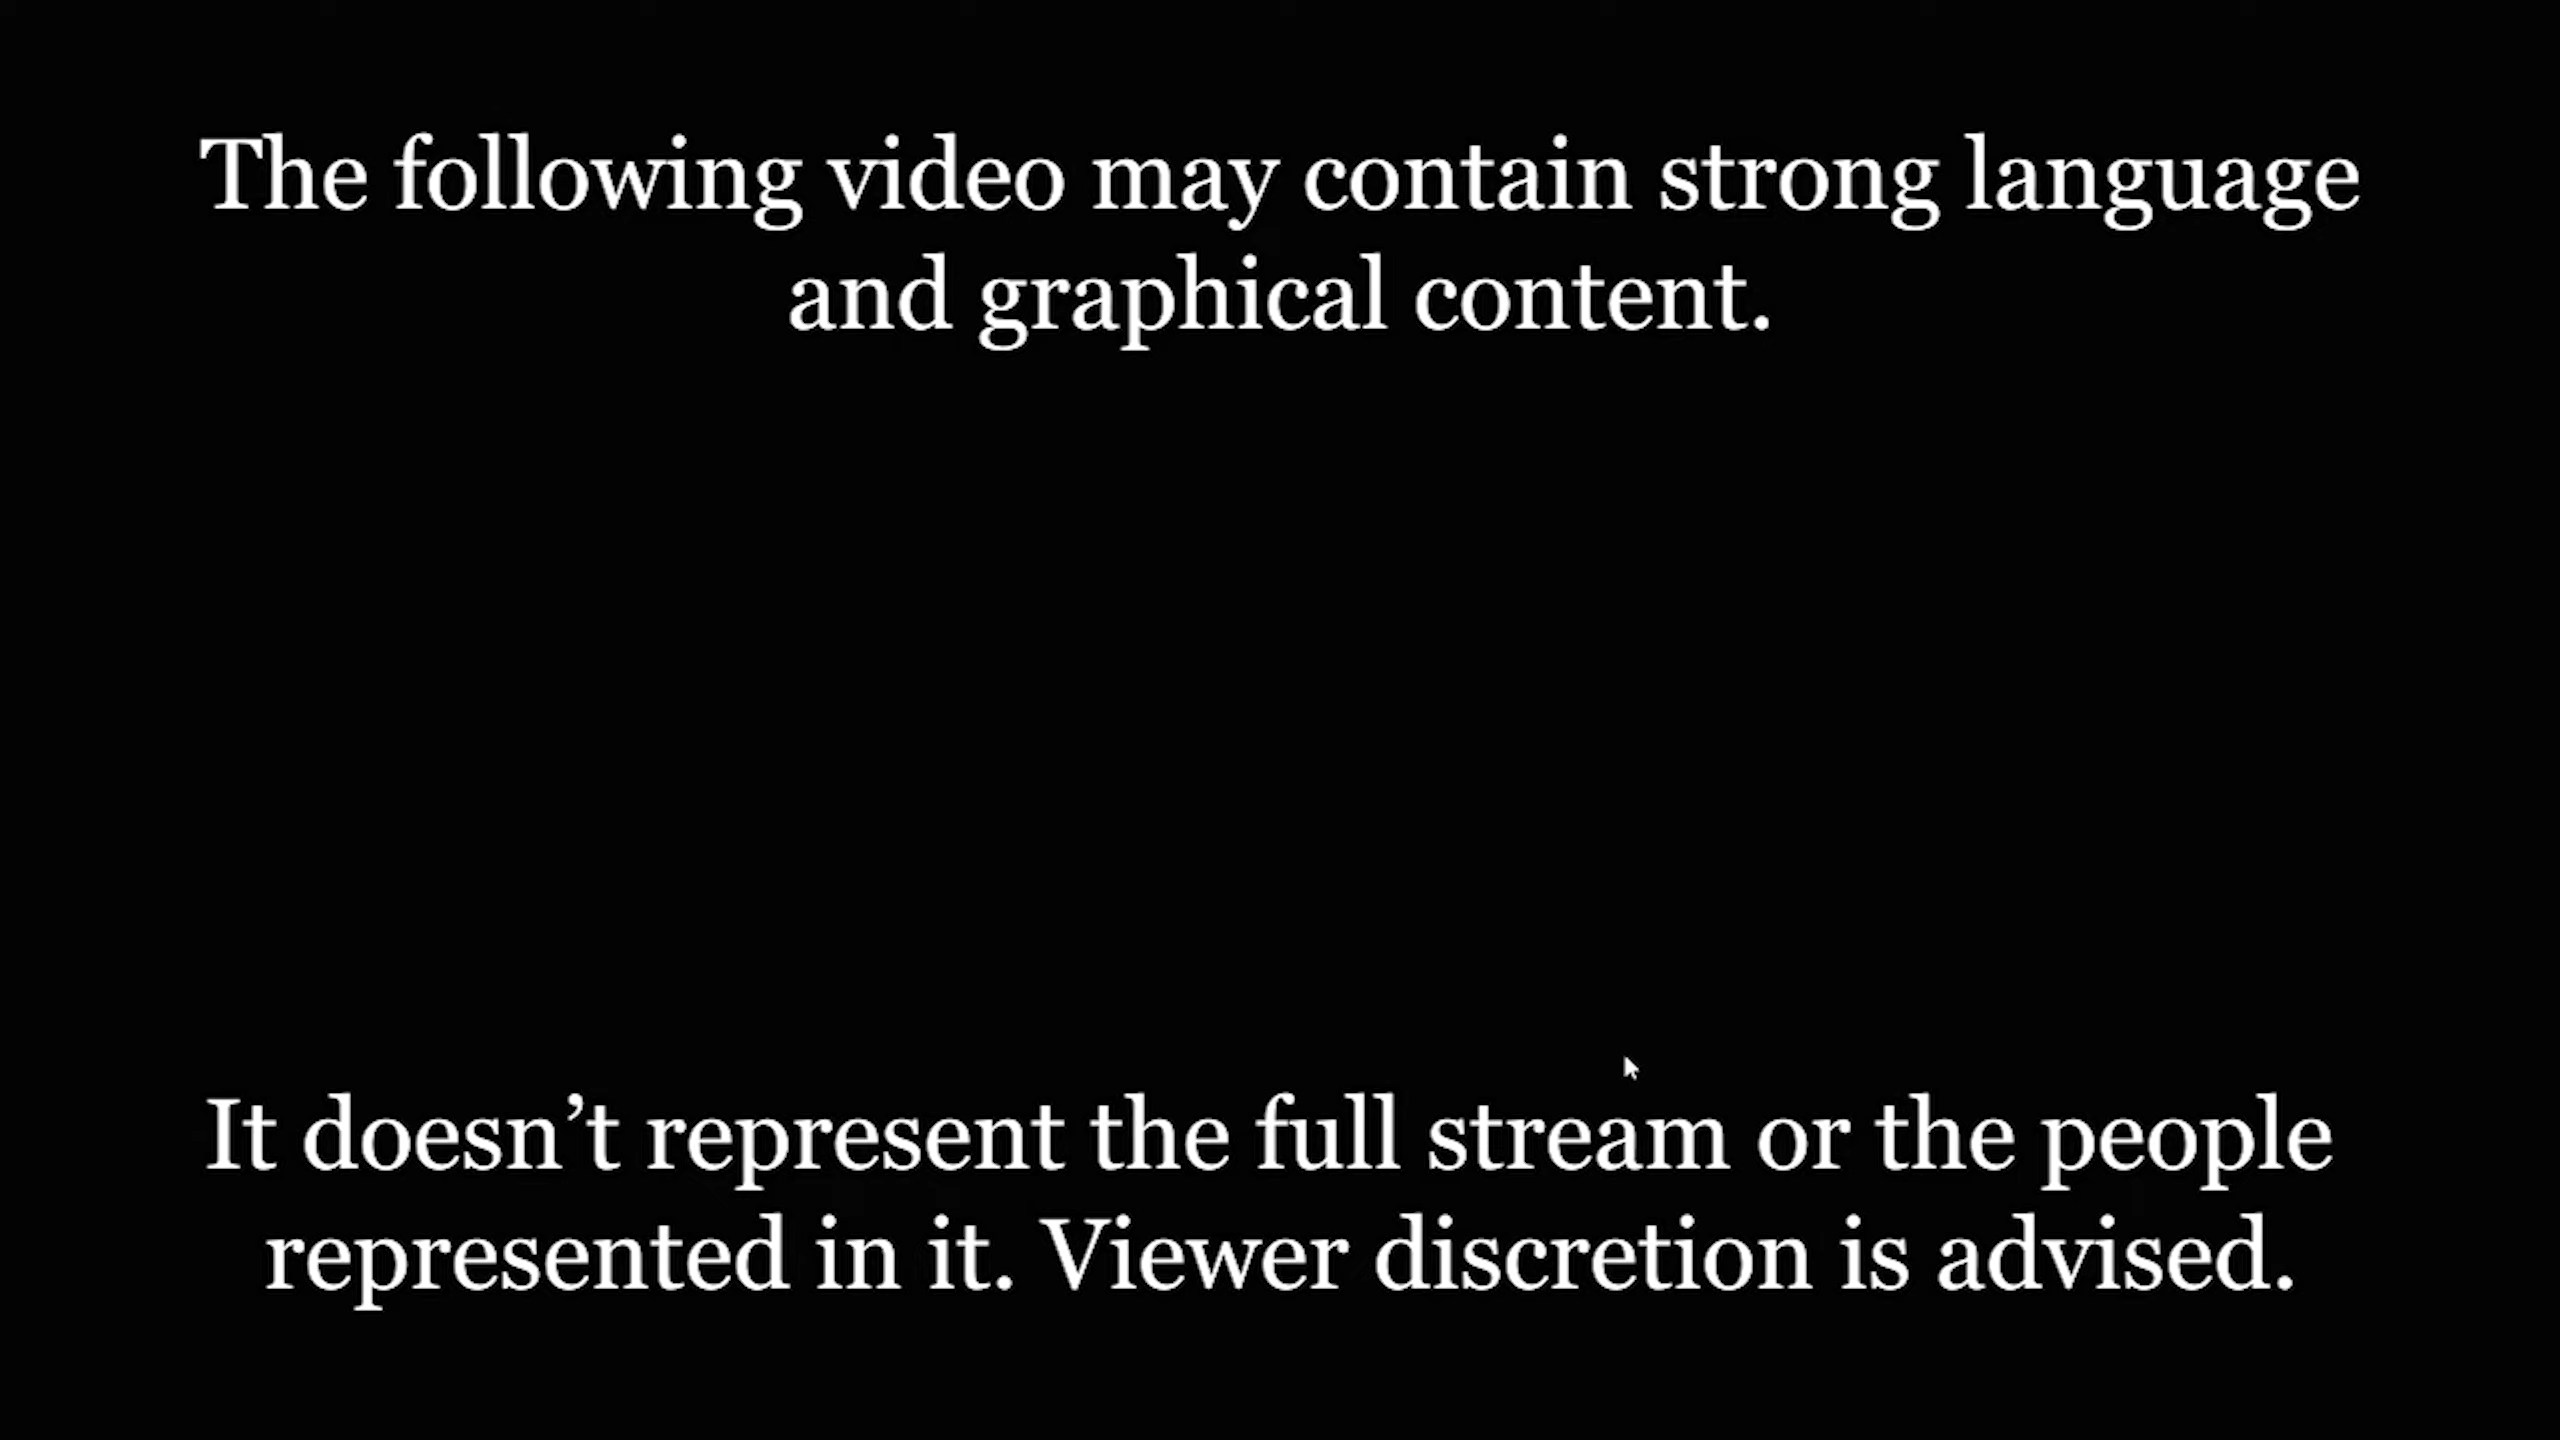 The following video may contain strong language
and graphical content.
It doesn’t represent the full stream or the people
represented in it. Viewer discretion is advised.